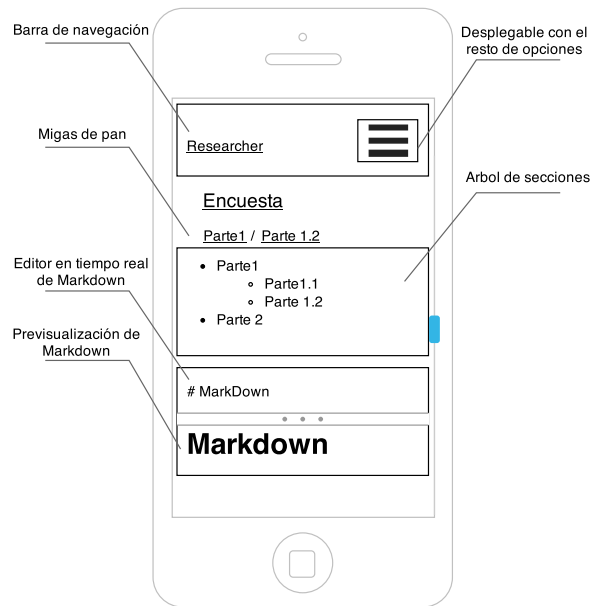 Barra de navegación
Desplegable con el
resto de opciones
Migas de pan
Researcher
Arbol de secciones
Encuesta
Parte1 / Parte 1.2
Editor en tiempo real
de Markdown
• Parte1
∘ Parte1.1
∘ Parte 1.2
• Parte 2
Previsualización de
Markdown
# MarkDown
Markdown